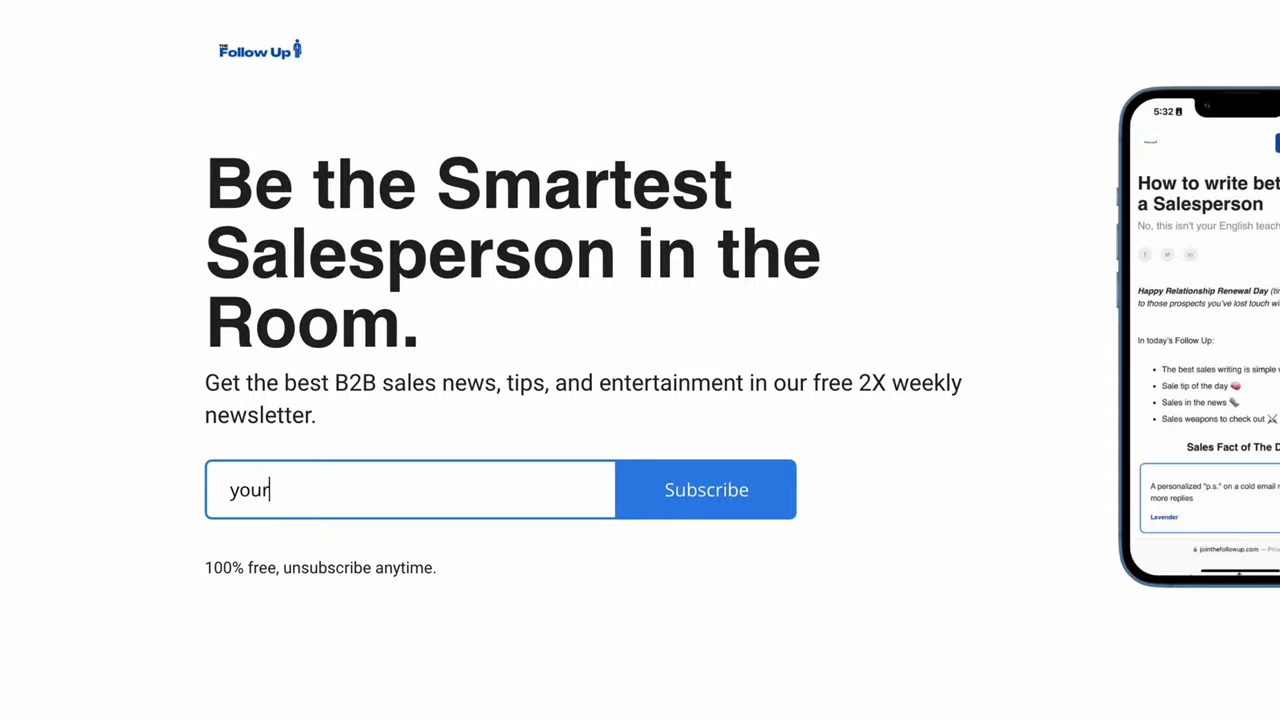 THE
Follow Up
Be the Smartest
Salesperson in the
Room.
Get the best B2B sales news, tips, and entertainment in our free 2X weekly
newsletter.
your
Subscribe
100% free, unsubscribe anytime.
5:32
How to write bet
a Salesperson
No, this isn't your English teach
Happy Relationship Renewal Day (tim
to those prospects you've lost touch wi
In today's Follow Up:
• The best sales writing is simple
• Sale tip of the day 🧠
• Sales in the news 🗞️
• Sales weapons to check out ⚔️
Sales Fact of The D
A personalized "p.s." on a cold email
more replies
Lavender
jointhefollowup.com — Priva